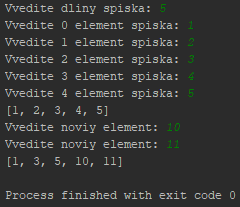 Vvedite dliny spiska: 5
Vvedite 0 element spiska: 1
Vvedite 1 element spiska: 2
Vvedite 2 element spiska: 3
Vvedite 3 element spiska: 4
Vvedite 4 element spiska: 5
[1, 2, 3, 4, 5]
Vvedite noviy element: 10
Vvedite noviy element: 11
[1, 3, 5, 10, 11]
Process finished with exit code 0